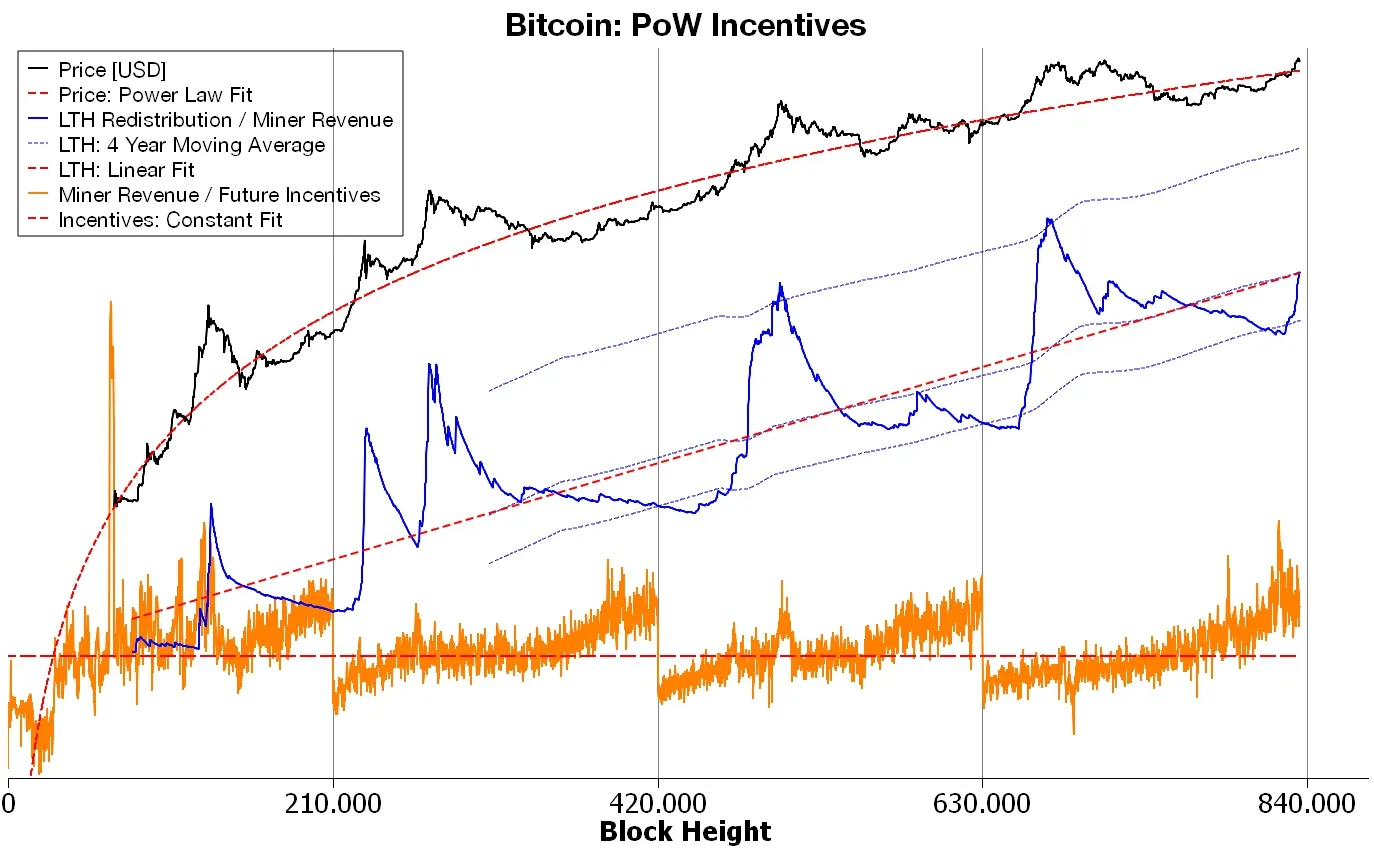 Bitcoin: PoW Incentives
Price [USD]
Price: Power Law Fit
LTH Redistribution / Miner Revenue
LTH: 4 Year Moving Average
LTH: Linear Fit
Miner Revenue / Future Incentives
Incentives: Constant Fit
0 210.000 420.000 630.000 840.000
Block Height